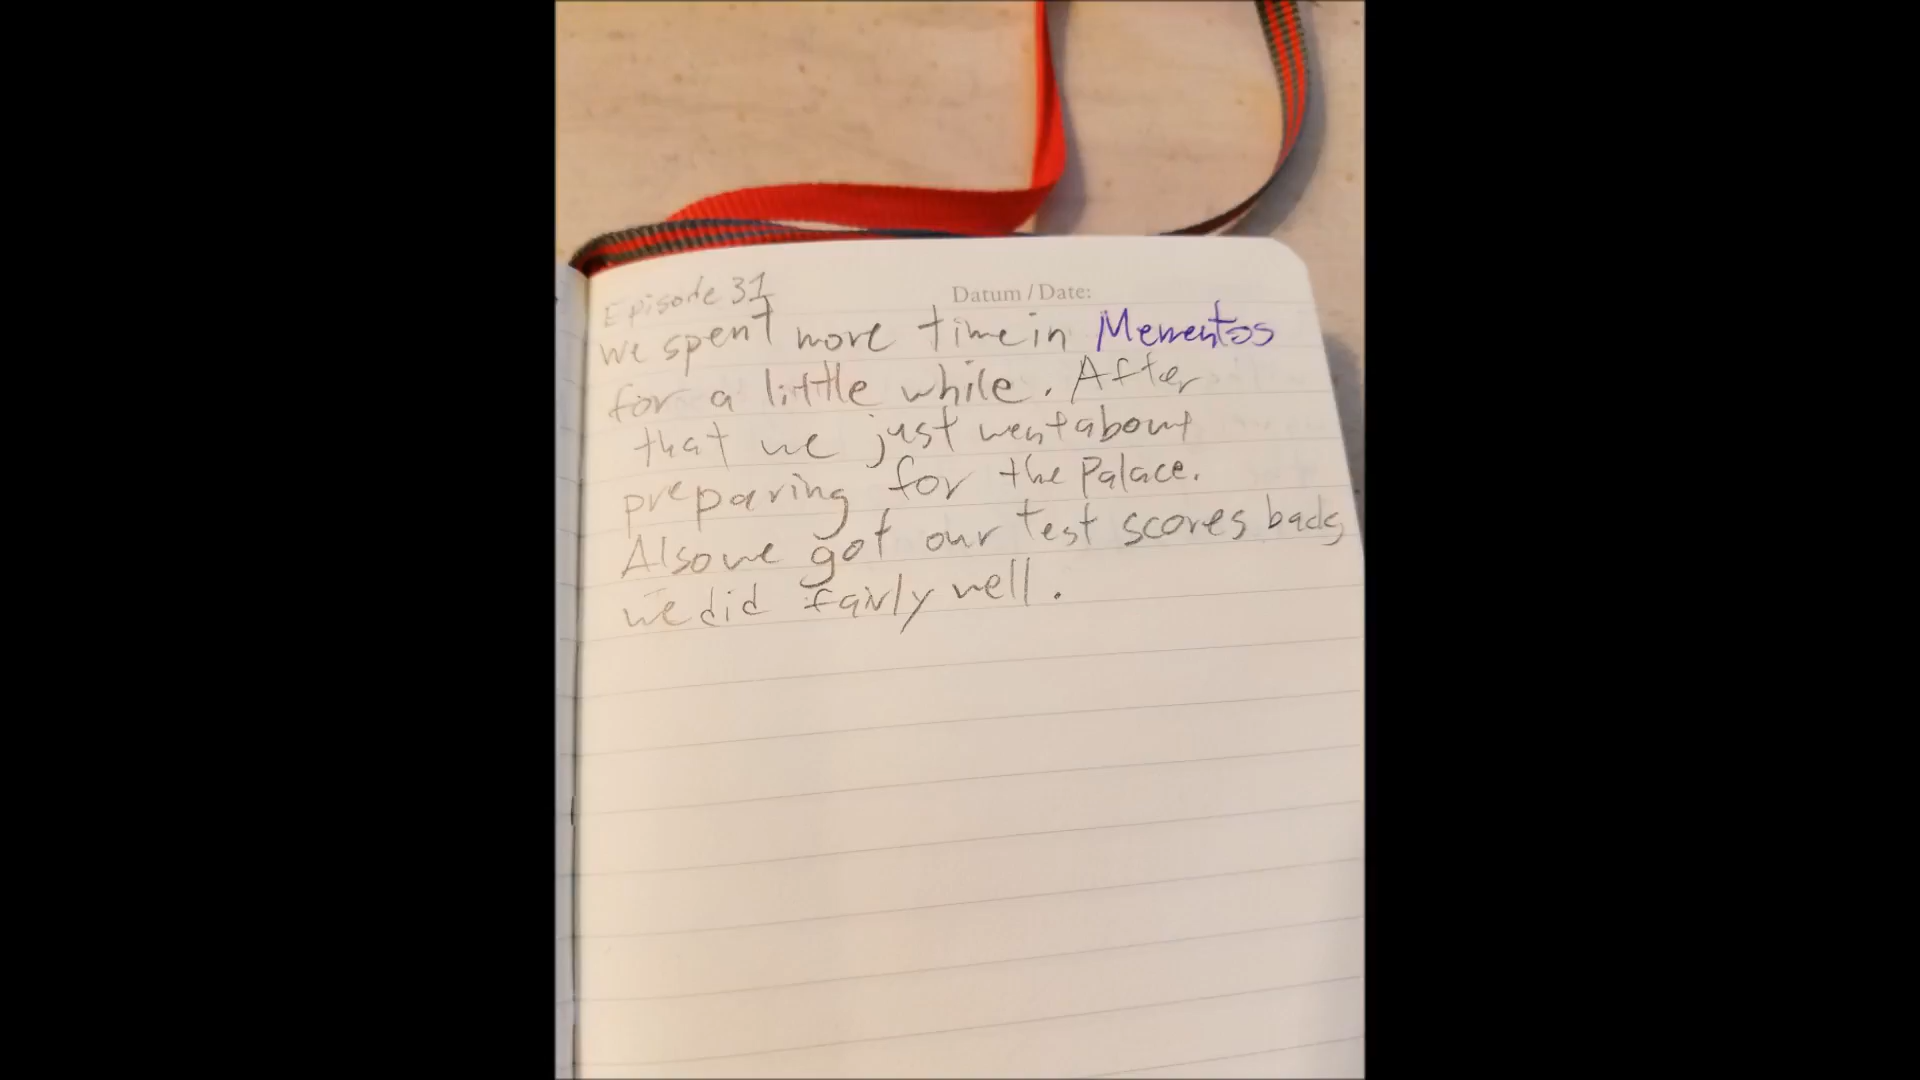 Episode 31
Datum / Date:
we spent more time in Mementos
for a little while. After
that we just went about
preparing for the Palace.
Also we got our test scores back,
we did fairly well.